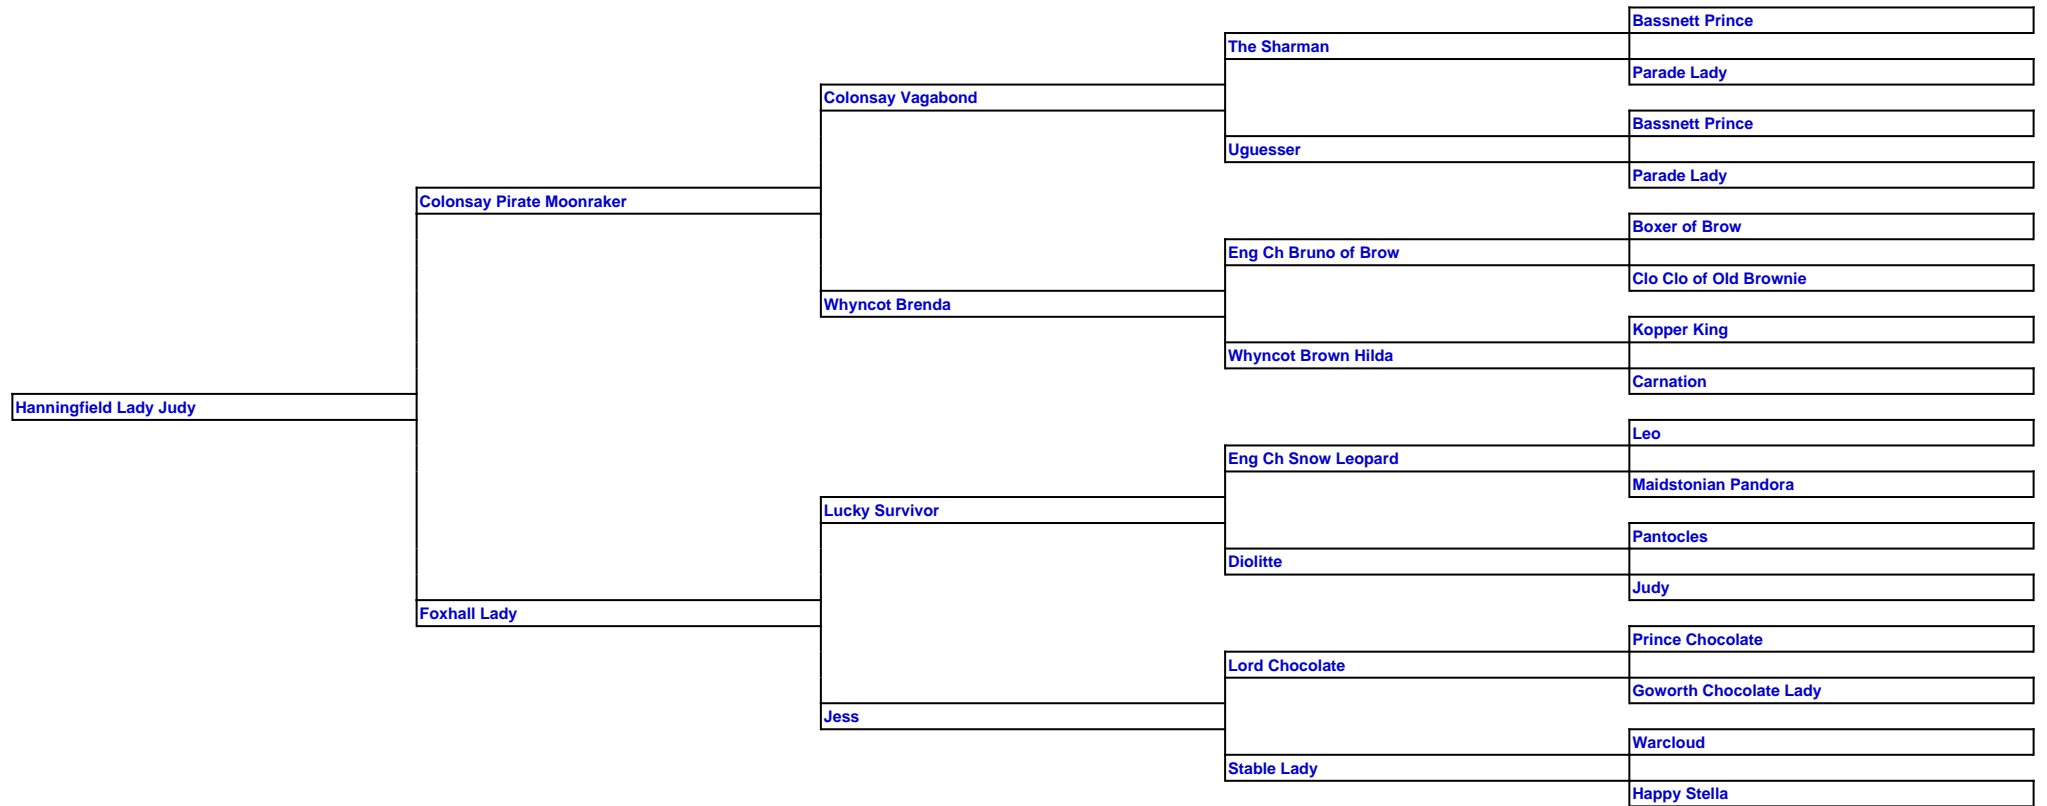 Bassnett Prince
The Sharman
Parade Lady
Colonsay Vagabond
Bassnett Prince
Uguesser
Parade Lady
Colonsay Pirate Moonraker
Boxer of Brow
Eng Ch Bruno of Brow
Clo Clo of Old Brownie
Whyncot Brenda
Kopper King
Whyncot Brown Hilda
Carnation
Hanningfield Lady Judy
Leo
Eng Ch Snow Leopard
Maidstonian Pandora
Lucky Survivor
Pantocles
Diolitte
Judy
Foxhall Lady
Prince Chocolate
Lord Chocolate
Goworth Chocolate Lady
Jess
Warcloud
Stable Lady
Happy Stella